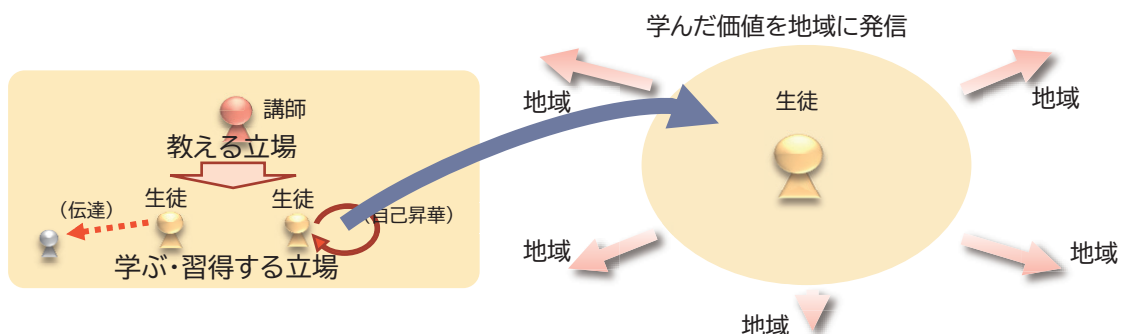 学んだ価値を地域に発信
地域
地域
生徒
講師
教える立場
生徒
生徒
(伝達)
(自己昇華)
学ぶ・習得する立場
地域
地域
地域